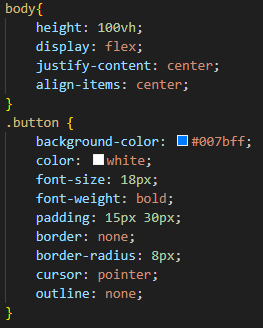 body{
    height: 100vh;
    display: flex;
    justify-content: center;
    align-items: center;
}
.button {
    background-color: #007bff;
    color: white;
    font-size: 18px;
    font-weight: bold;
    padding: 15px 30px;
    border: none;
    border-radius: 8px;
    cursor: pointer;
    outline: none;
}